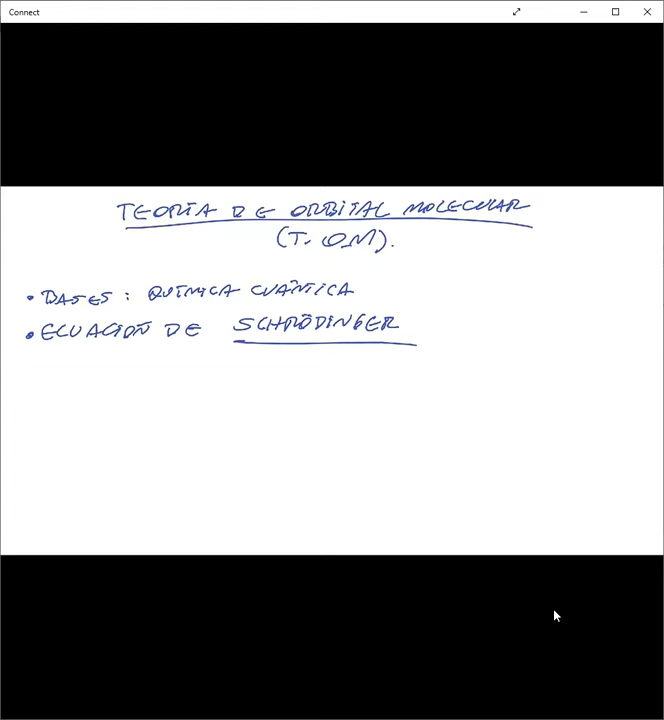 Connect
TEORÍA DE ORBITAL MOLECULAR
(T. OM).
• BASES : QUÍMICA CUÁNTICA
• ECUACIÓN DE SCHRÖDINGER